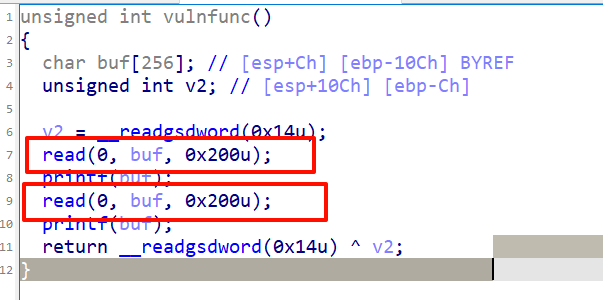 1 unsigned int vulnfunc()
2 {
3 char buf[256]; // [esp+Ch] [ebp-10Ch] BYREF
4 unsigned int v2; // [esp+10Ch] [ebp-Ch]
5
6 v2 = __readgsdword(0x14u);
7 read(0, buf, 0x200u);
8 printf(buf);
9 read(0, buf, 0x200u);
10 printf(buf);
11 return __readgsdword(0x14u) ^ v2;
12 }